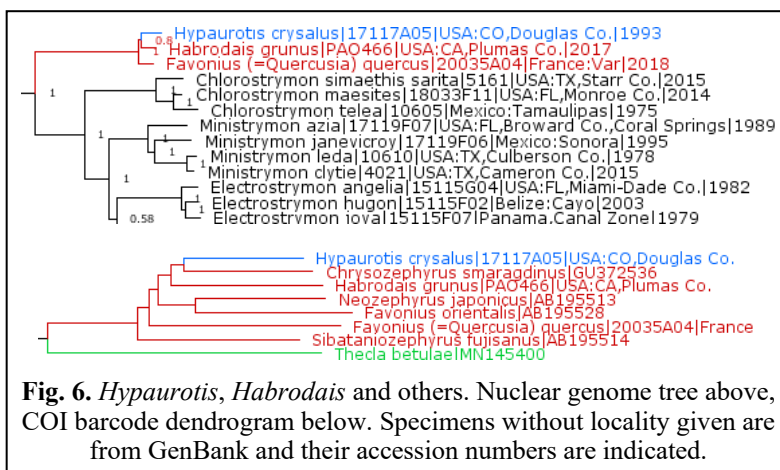 Hypaurotis crysalus|17117A05|USA:CO,Douglas Co.|1993
0.8
Habrodais grunus|PAO466|USA:CA,Plumas Co.|2017
1
Favonius (=Quercusia) quercus|20035A04|France:Var|2018
Chlorostrymon simaethis sarita|5161|USA:TX,Starr Co.|2015
1
1
Chlorostrymon maesites|18033F11|USA:FL,Monroe Co.|2014
1
Chlorostrymon telea|10605|Mexico:Tamaulipas|1975
Ministrymon azia|17119F07|USA:FL,Broward Co.,Coral Springs|1989
1
1
Ministrymon janevicroy|17119F06|Mexico:Sonora|1995
Ministrymon leda|10610|USA:TX,Culberson Co.|1978
1
Ministrymon clytie|4021|USA:TX,Cameron Co.|2015
1
Electrostrymon angelia|15115G04|USA:FL,Miami-Dade Co.|1982
Electrostrymon hugon|15115F02|Belize:Cayo|2003
1
0.58
Electrostrymon joya|15115F07|Panama,Canal Zone|1979
Hypaurotis crysalus|17117A05|USA:CO,Douglas Co.
Chrysozephyrus smaragdinus|GU372536
Habrodais grunus|PAO466|USA:CA,Plumas Co.
Neozephyrus japonicus|AB195513
Favonius orientalis|AB195528
Favonius (=Quercusia) quercus|20035A04|France
Sibataniozephyrus fujisanus|AB195514
Thecla betulae|MN145400
Fig. 6. Hypaurotis, Habrodais and others. Nuclear genome tree above,
COI barcode dendrogram below. Specimens without locality given are
from GenBank and their accession numbers are indicated.